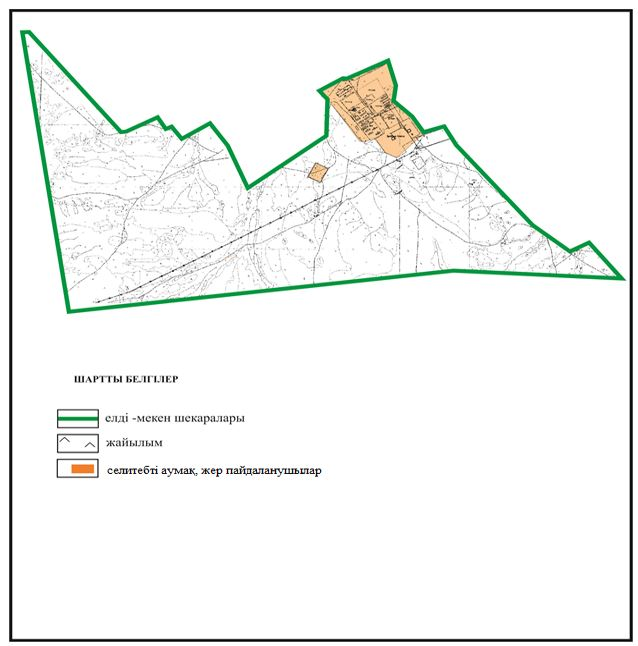 ШАРТТЫ БЕЛГІЛЕР
елді -мекен шекаралары
жайылым
селитебті аумақ, жер пайдаланушылар